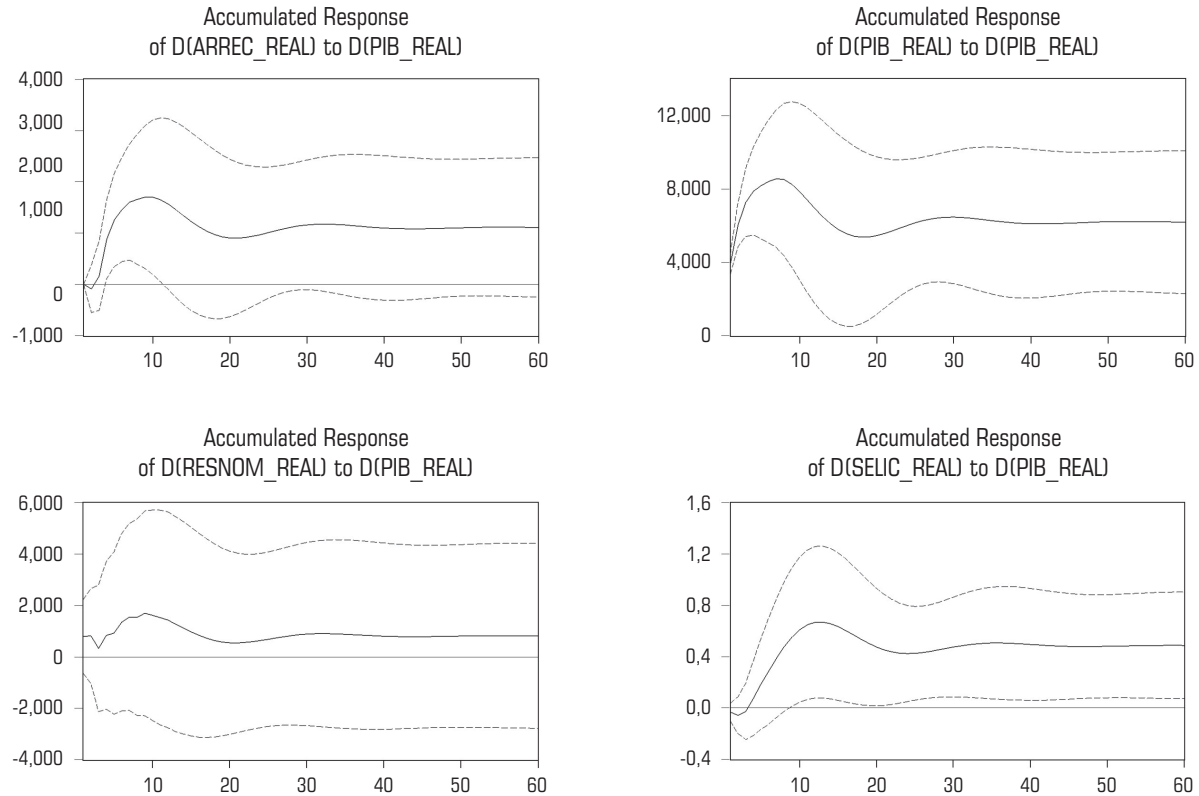 Accumulated Response
of D(ARREC_REAL) to D(PIB_REAL)
4,000
3,000
2,000
1,000
0
-1,000
10 20 30 40 50 60
Accumulated Response
of D(PIB_REAL) to D(PIB_REAL)
12,000
8,000
4,000
0
10 20 30 40 50 60
Accumulated Response
of D(RESNOM_REAL) to D(PIB_REAL)
6,000
4,000
2,000
0
-2,000
-4,000
10 20 30 40 50 60
Accumulated Response
of D(SELIC_REAL) to D(PIB_REAL)
1,6
1,2
0,8
0,4
0,0
-0,4
10 20 30 40 50 60